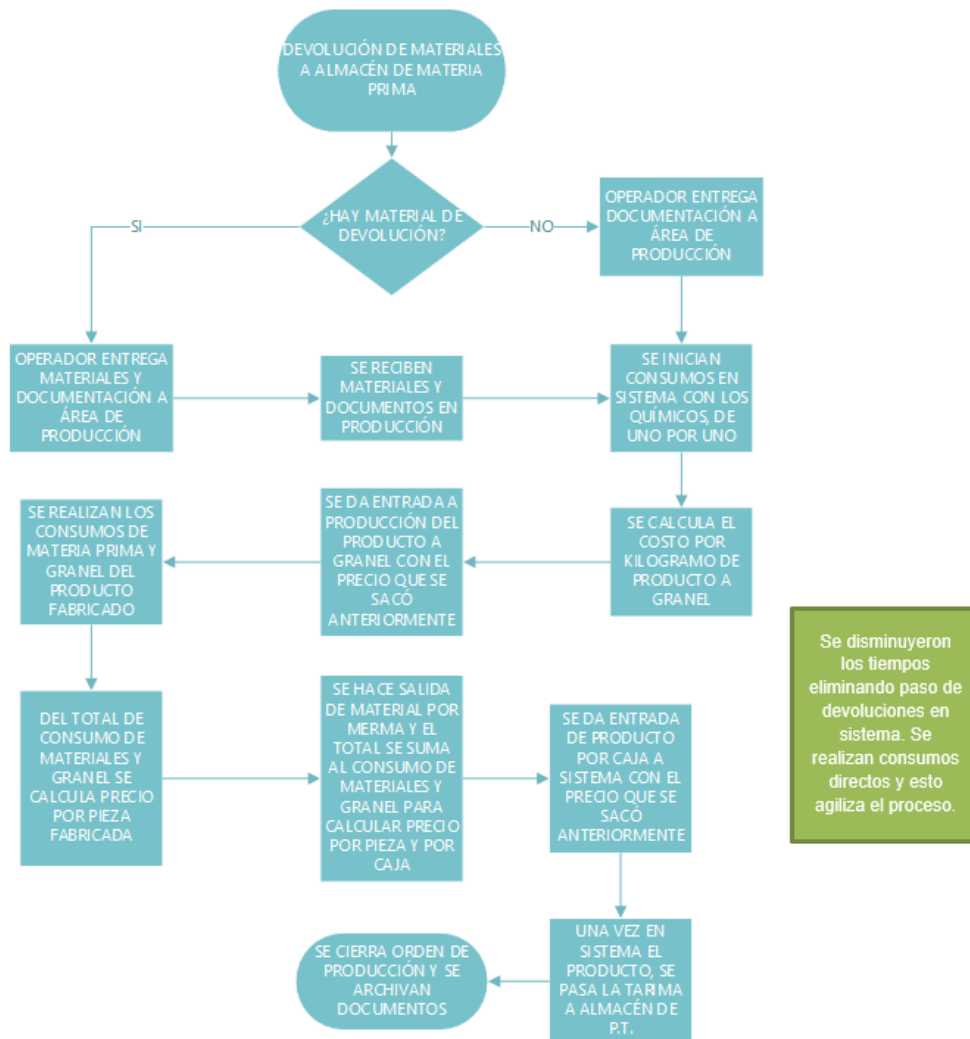 DEVOLUCIÓN DE MATERIALES
A ALMACÉN DE MATERIA
PRIMA
¿HAY MATERIAL DE
DEVOLUCIÓN?
SI
NO
OPERADOR ENTREGA
DOCUMENTACIÓN A
ÁREA DE
PRODUCCIÓN
OPERADOR ENTREGA
MATERIALES Y
DOCUMENTACIÓN A
ÁREA DE
PRODUCCIÓN
SE RECIBEN
MATERIALES Y
DOCUMENTOS EN
PRODUCCIÓN
SE INICIAN
CONSUMOS EN
SISTEMA CON LOS
QUÍMICOS, DE
UNO POR UNO
SE CALCULA EL
COSTO POR
KILOGRAMO DE
PRODUCTO A
GRANEL
SE DA ENTRADA A
PRODUCCIÓN DEL
PRODUCTO A
GRANEL CON EL
PRECIO QUE SE
SACÓ
ANTERIORMENTE
SE REALIZAN LOS
CONSUMOS DE
MATERIA PRIMA Y
GRANEL DEL
PRODUCTO
FABRICADO
DEL TOTAL DE
CONSUMO DE
MATERIALES Y
GRANEL SE
CALCULA PRECIO
POR PIEZA
FABRICADA
SE HACE SALIDA
DE MATERIAL POR
MERMA Y EL
TOTAL SE SUMA
AL CONSUMO DE
MATERIALES Y
GRANEL PARA
CALCULAR PRECIO
POR PIEZA Y POR
CAJA
SE DA ENTRADA
DE PRODUCTO
POR CAJA A
SISTEMA CON EL
PRECIO QUE SE
SACÓ
ANTERIORMENTE
UNA VEZ EN
SISTEMA EL
PRODUCTO, SE
PASA LA TARIMA
A ALMACÉN DE
P.T.
SE CIERRA ORDEN DE
PRODUCCIÓN Y SE
ARCHIVAN
DOCUMENTOS
Se disminuyeron
los tiempos
eliminando paso de
devoluciones en
sistema. Se
realizan consumos
directos y esto
agiliza el proceso.